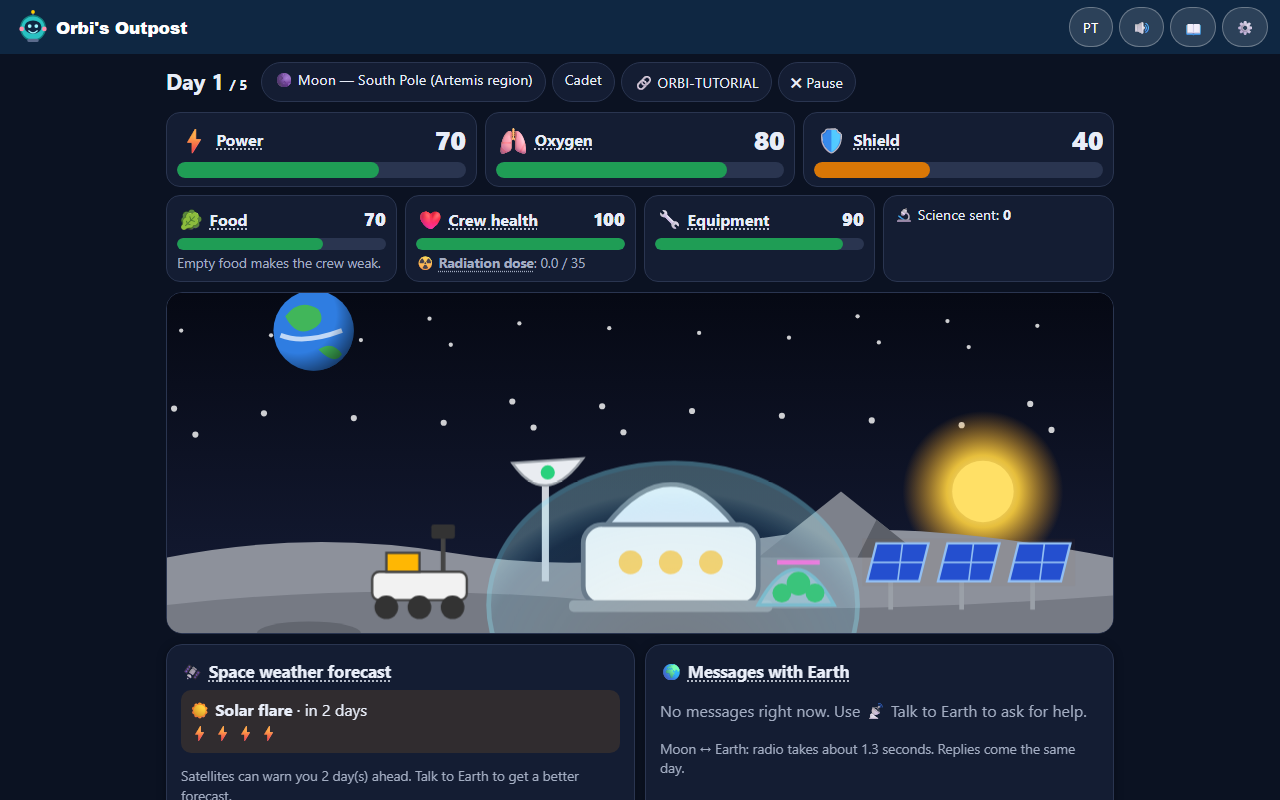 Orbi's Outpost
PT
Day 1 / 5
Moon — South Pole (Artemis region)
Cadet
ORBI-TUTORIAL
✕ Pause
Power 70
Oxygen 80
Shield 40
Food 70
Empty food makes the crew weak.
Crew health 100
Radiation dose: 0.0 / 35
Equipment 90
Science sent: 0
Space weather forecast
Solar flare · in 2 days
Satellites can warn you 2 day(s) ahead. Talk to Earth to get a better
forecast.
Messages with Earth
No messages right now. Use Talk to Earth to ask for help.
Moon ↔ Earth: radio takes about 1.3 seconds. Replies come the same
day.